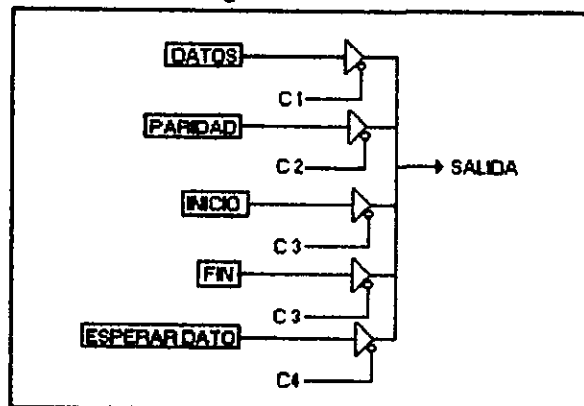 DATOS
C1
PARIDAD
C2
SALIDA
INICIO
C3
FIN
C3
ESPERAR DATO
C4